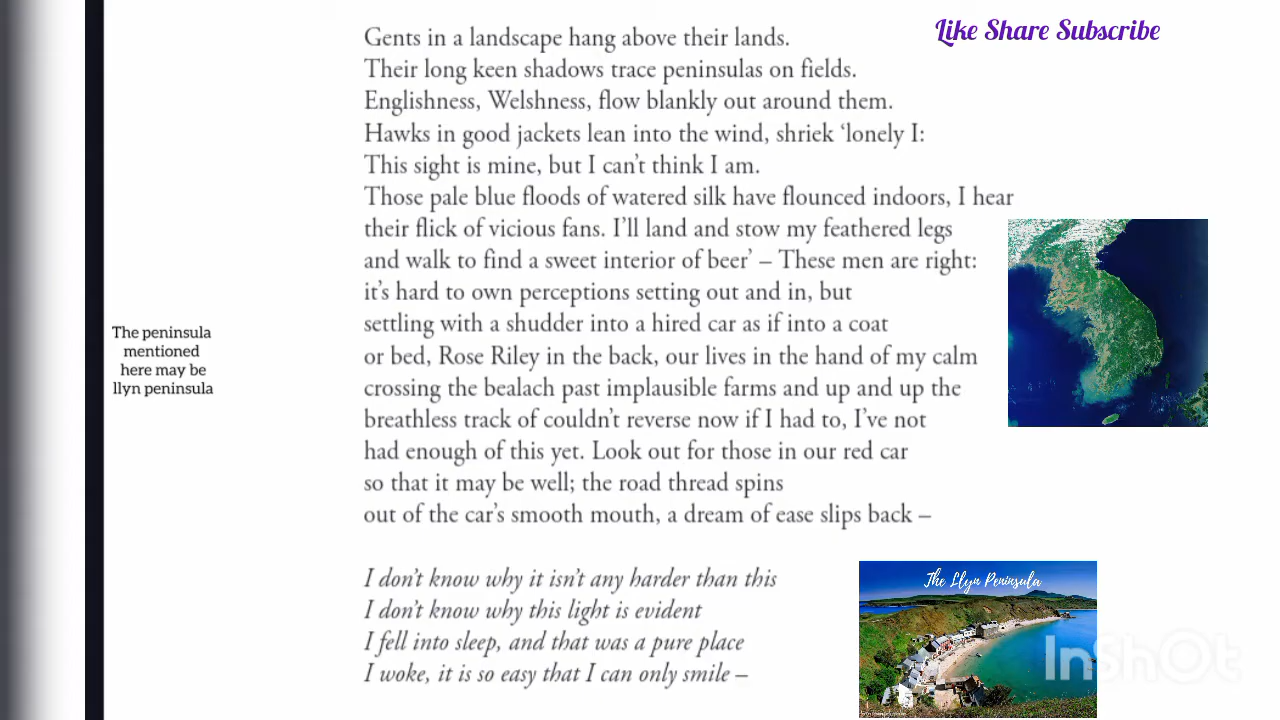 Like Share Subscribe
Gents in a landscape hang above their lands.
Their long keen shadows trace peninsulas on fields.
Englishness, Welshness, flow blankly out around them.
Hawks in good jackets lean into the wind, shriek ‘lonely I:
This sight is mine, but I can’t think I am.
Those pale blue floods of watered silk have flounced indoors, I hear
their flick of vicious fans. I’ll land and stow my feathered legs
and walk to find a sweet interior of beer’ – These men are right:
it’s hard to own perceptions setting out and in, but
settling with a shudder into a hired car as if into a coat
or bed, Rose Riley in the back, our lives in the hand of my calm
crossing the bealach past implausible farms and up and up the
breathless track of couldn’t reverse now if I had to, I’ve not
had enough of this yet. Look out for those in our red car
so that it may be well; the road thread spins
out of the car’s smooth mouth, a dream of ease slips back –
I don’t know why it isn’t any harder than this
I don’t know why this light is evident
I fell into sleep, and that was a pure place
I woke, it is so easy that I can only smile –
The peninsula
mentioned
here may be
llyn peninsula
The Llyn Peninsula
InShOt